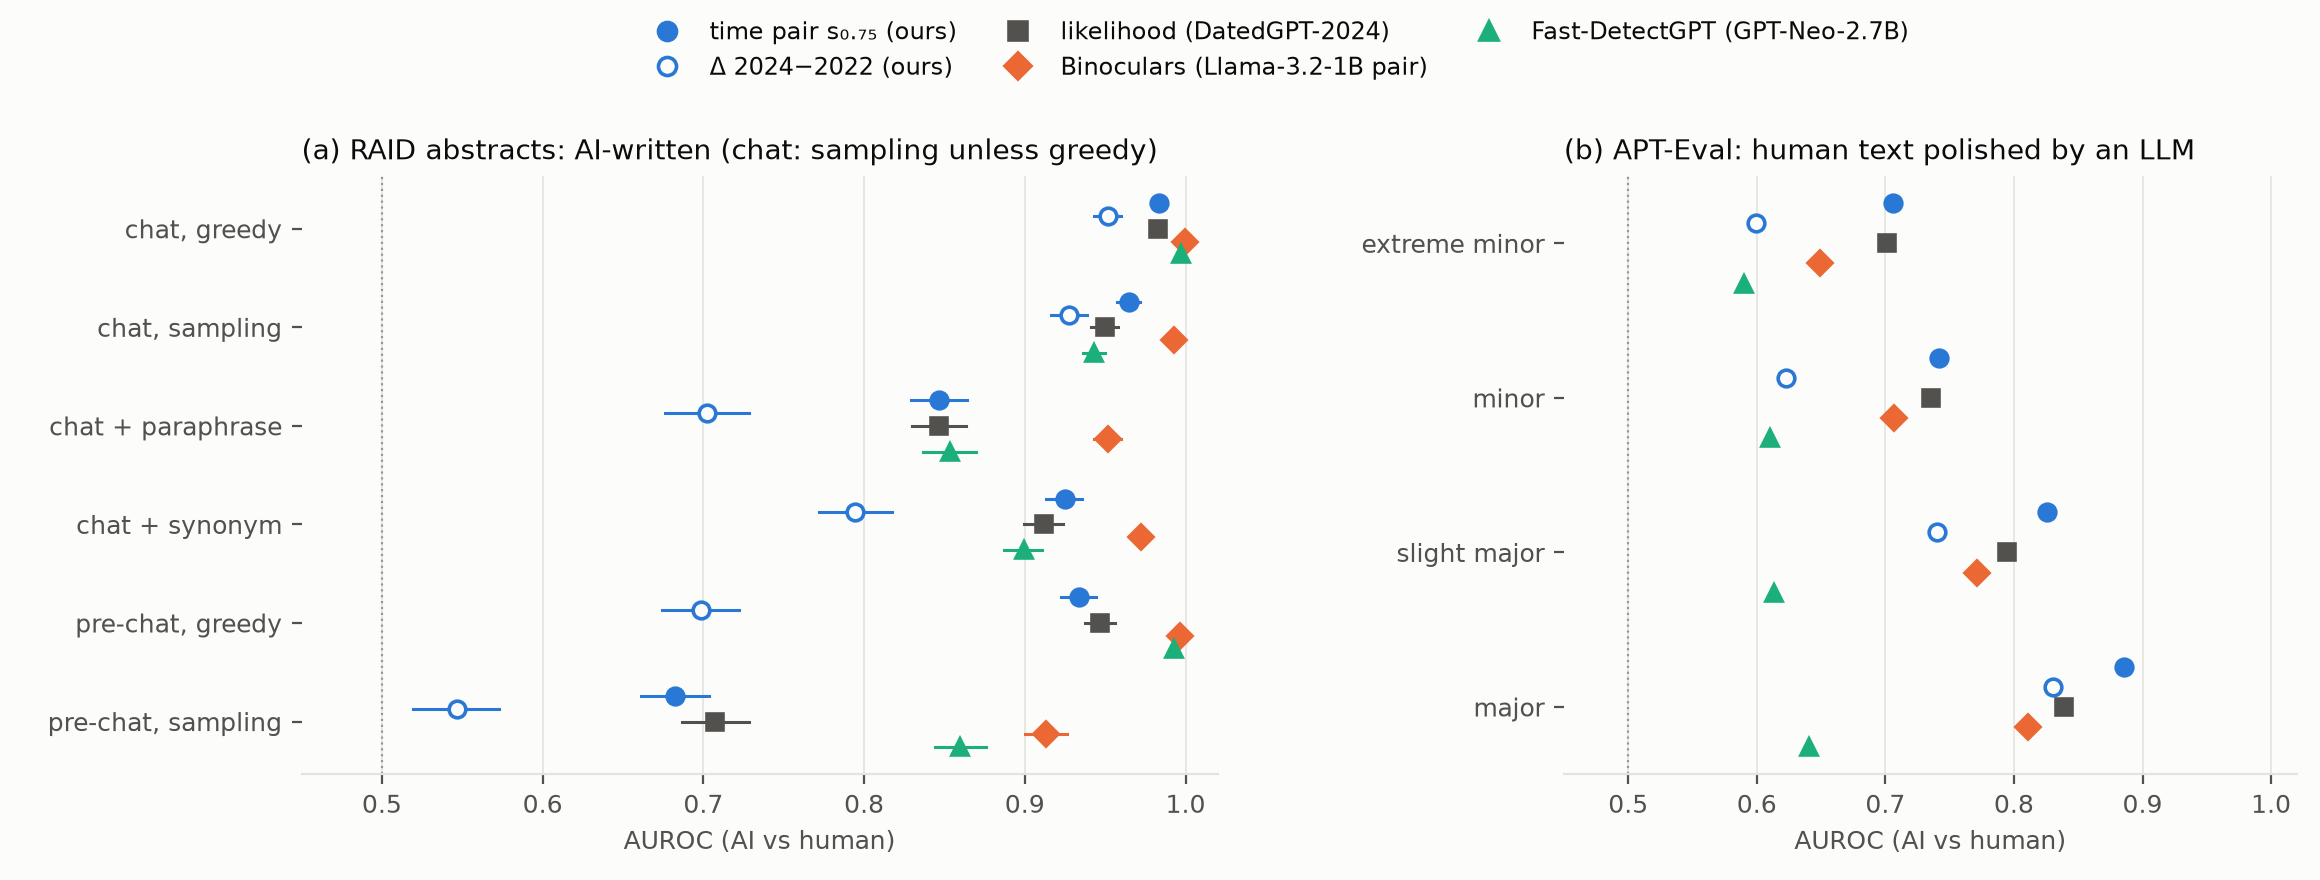 time pair s₀.₇₅ (ours)
Δ 2024−2022 (ours)
likelihood (DatedGPT-2024)
Binoculars (Llama-3.2-1B pair)
Fast-DetectGPT (GPT-Neo-2.7B)
(a) RAID abstracts: AI-written (chat: sampling unless greedy)
chat, greedy
chat, sampling
chat + paraphrase
chat + synonym
pre-chat, greedy
pre-chat, sampling
0.5 0.6 0.7 0.8 0.9 1.0
AUROC (AI vs human)
(b) APT-Eval: human text polished by an LLM
extreme minor
minor
slight major
major
0.5 0.6 0.7 0.8 0.9 1.0
AUROC (AI vs human)